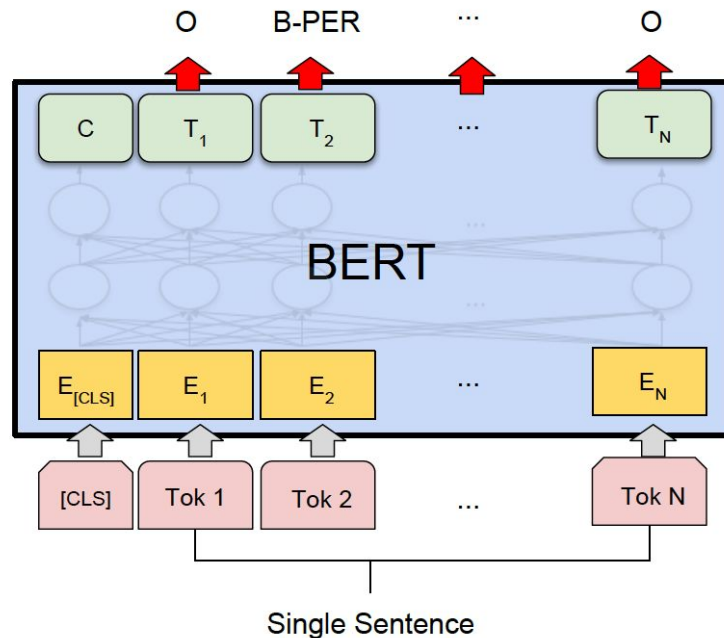 O B-PER ... O
C T1 T2 ... TN
...
BERT
...
E[CLS] E1 E2 ... EN
[CLS] Tok 1 Tok 2 ... Tok N
Single Sentence